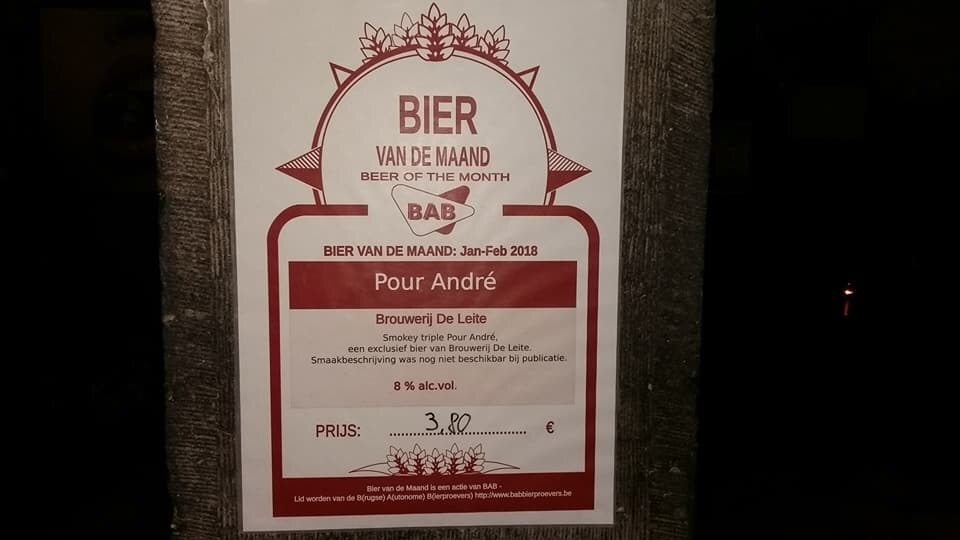 BIER
VAN DE MAAND
BEER OF THE MONTH
BAB
BIER VAN DE MAAND: Jan-Feb 2018
Pour André
Brouwerij De Leite
Smokey triple Pour André,
een exclusief bier van Brouwerij De Leite.
Smaakbeschrijving was nog niet beschikbar bij publicatie.
8 % alc.vol.
PRIJS: 3,80 €
Bier van de Maand is een actie van BAB -
Lid worden van de B(rugse) A(utonome) B(ierproevers) http://www.babbierproevers.be